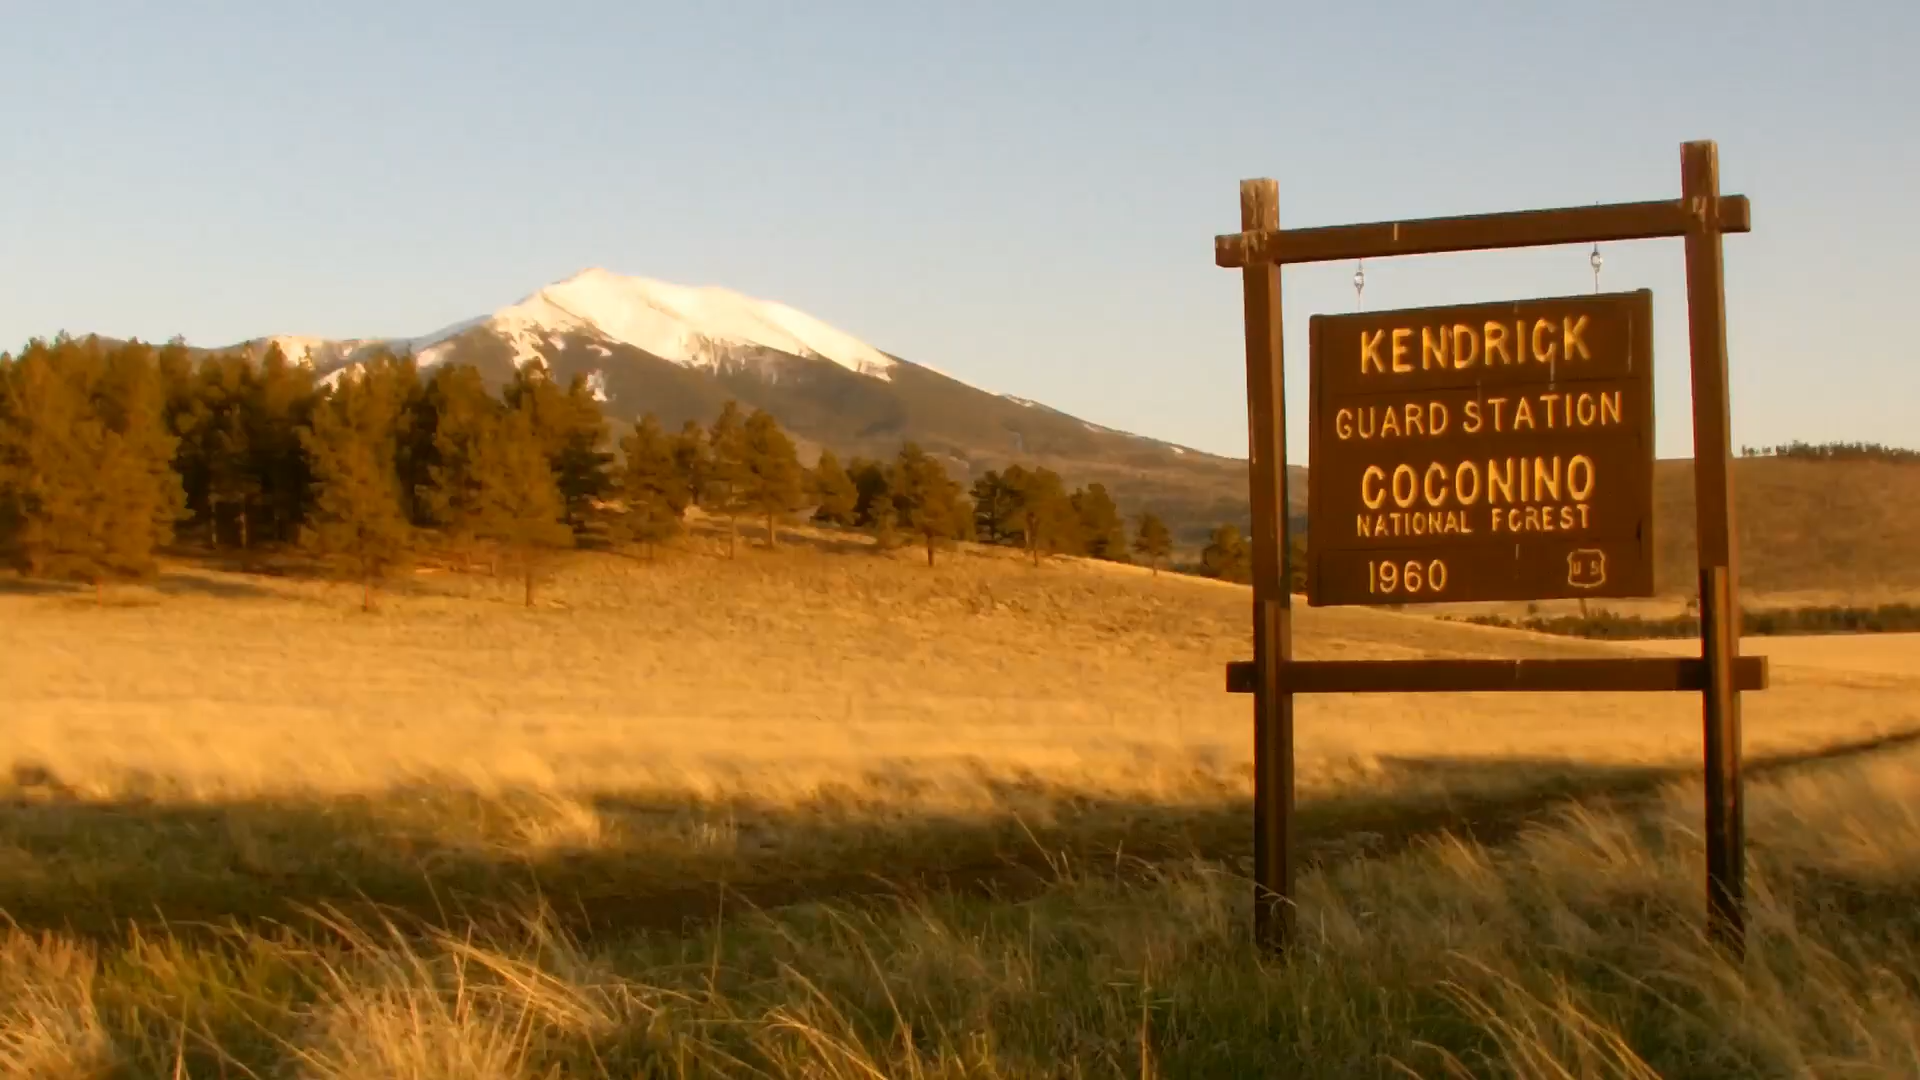 KENDRICK
GUARD STATION
COCONINO
NATIONAL FOREST
1960
U S